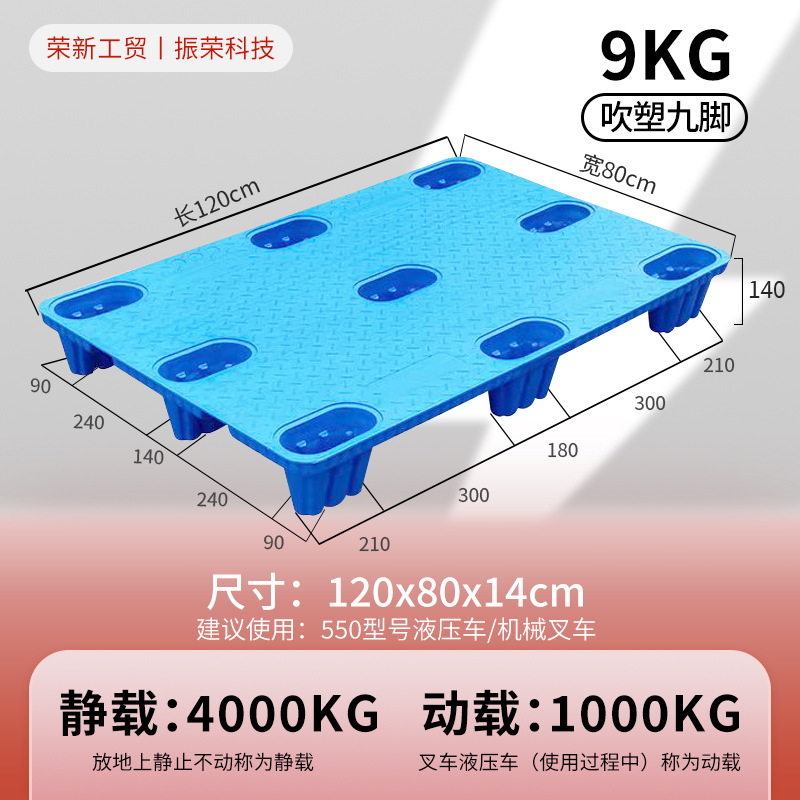 荣新工贸丨振荣科技
9KG
吹塑九脚
长120cm
宽80cm
140
90
240
140
240
90
210
300
180
300
210
尺寸：120x80x14cm
建议使用：550型号液压车/机械叉车
静载：4000KG
放地上静止不动称为静载
动载：1000KG
叉车液压车（使用过程中）称为动载